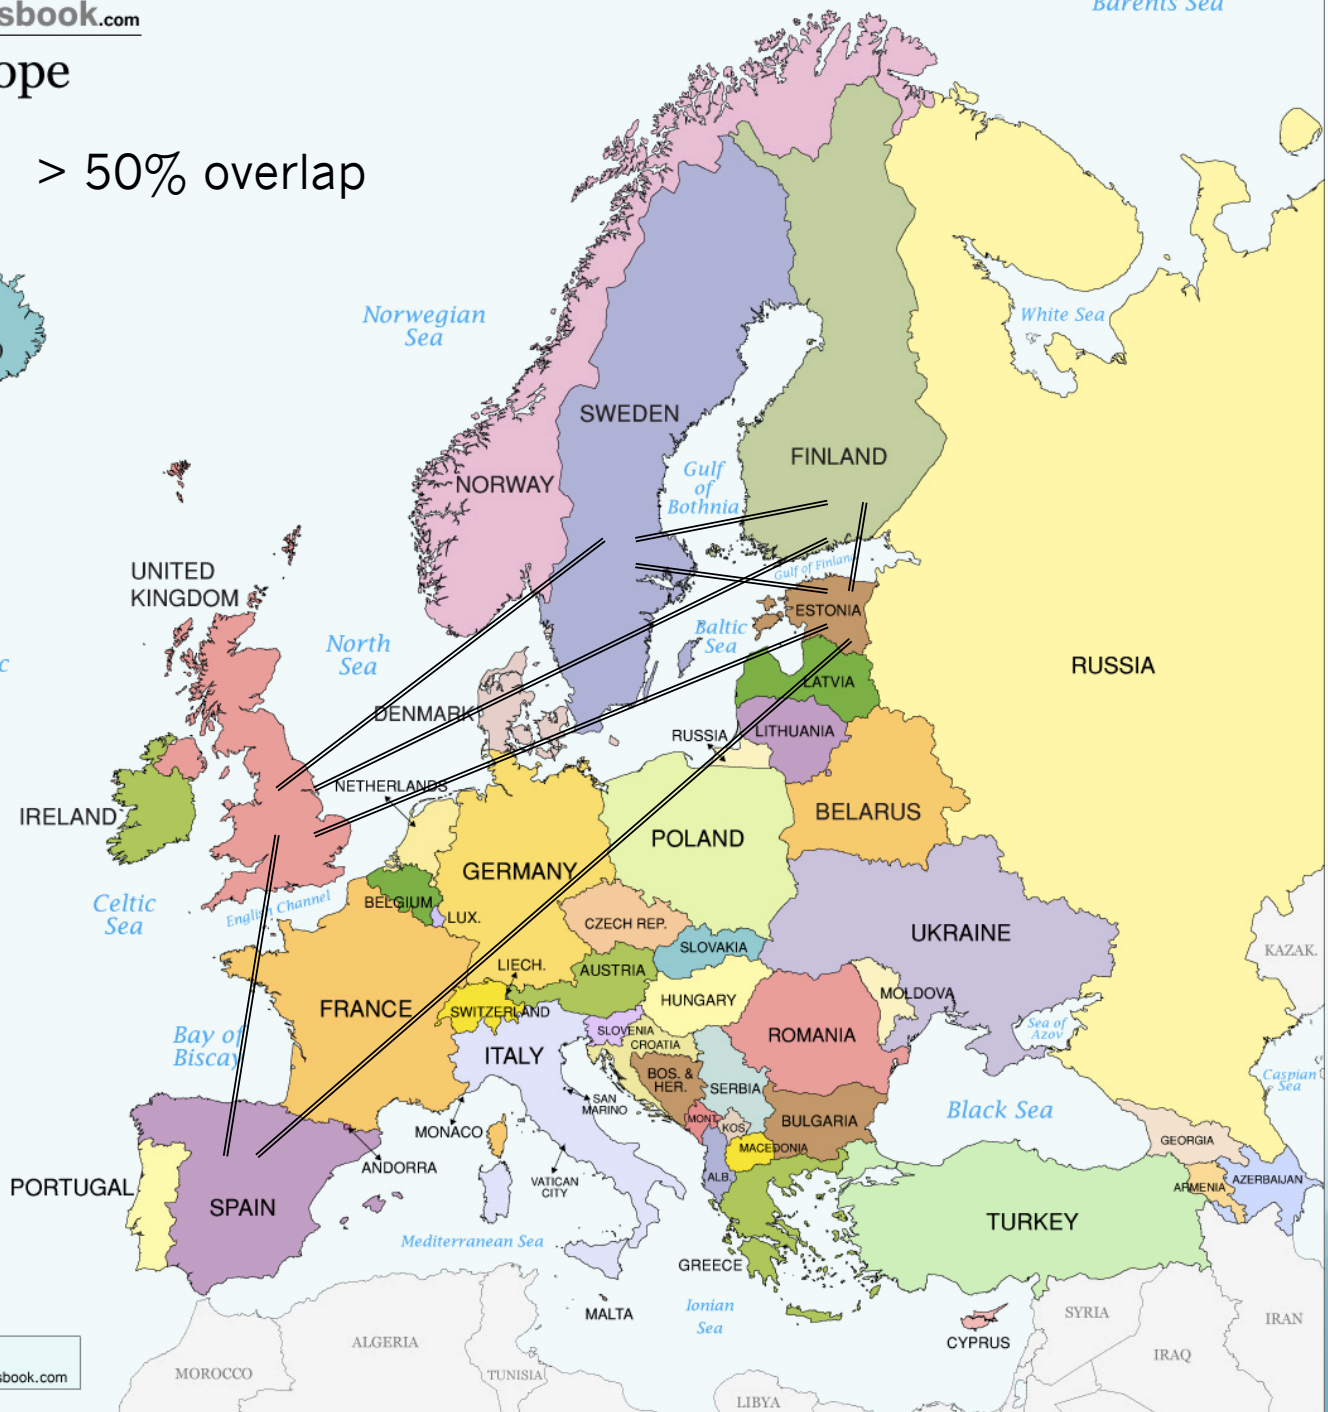 sbook.com
Barents Sea
ope
> 50% overlap
Norwegian
Sea
White Sea
SWEDEN
FINLAND
NORWAY
Gulf
of
Bothnia
Gulf of Finland
UNITED
KINGDOM
ESTONIA
North
Sea
Baltic
Sea
RUSSIA
LATVIA
c
DENMARK
RUSSIA
LITHUANIA
NETHERLANDS
IRELAND
BELARUS
POLAND
GERMANY
Celtic
Sea
English Channel
BELGIUM
LUX.
CZECH REP.
UKRAINE
SLOVAKIA
KAZAK.
LIECH.
AUSTRIA
FRANCE
SWITZERLAND
HUNGARY
MOLDOVA
Bay of
Biscay
SLOVENIA
CROATIA
ROMANIA
Sea of
Azov
ITALY
BOS. &
HER.
SERBIA
Caspian
Sea
SAN
MARINO
MONT.
KOS.
BULGARIA
Black Sea
MONACO
MACEDONIA
GEORGIA
ANDORRA
ALB.
PORTUGAL
VATICAN
CITY
ARMENIA
AZERBAIJAN
SPAIN
TURKEY
Mediterranean Sea
GREECE
MALTA
Ionian
Sea
CYPRUS
SYRIA
IRAN
ALGERIA
IRAQ
MOROCCO
TUNISIA
sbook.com
LIBYA